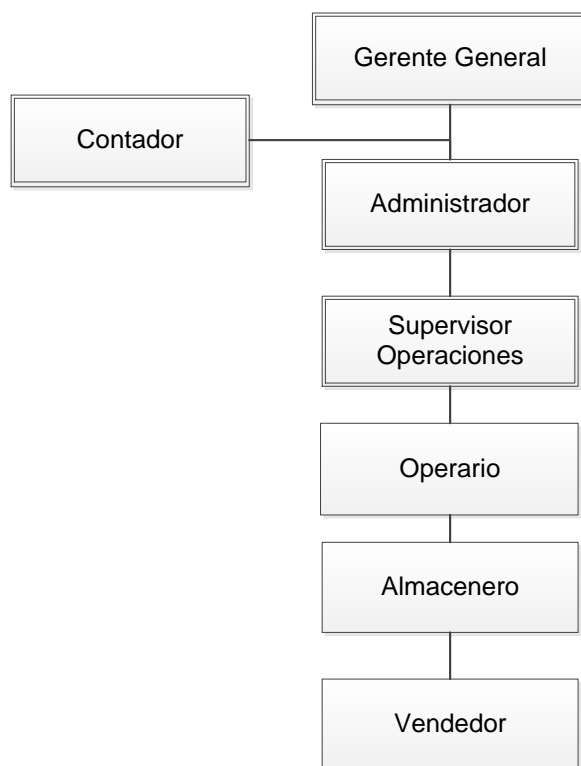 Gerente General
Contador
Administrador
Supervisor
Operaciones
Operario
Almacenero
Vendedor